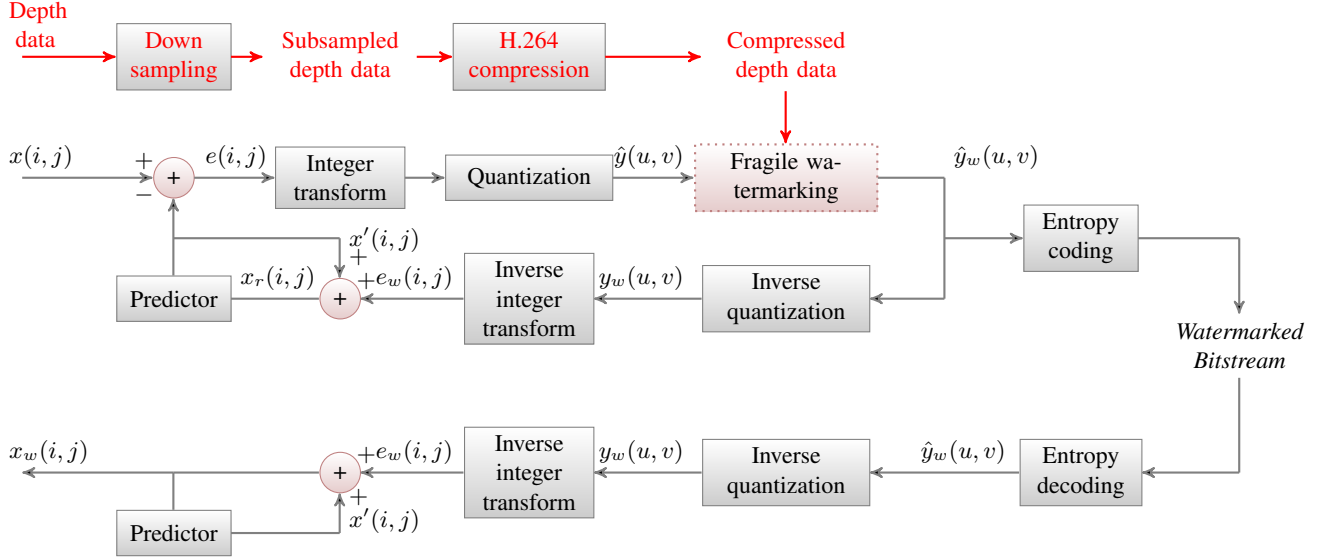 Depth
data
Down
sampling
Subsampled
depth data
H.264
compression
Compressed
depth data
x(i, j)
+
−
+
e(i, j)
Integer
transform
Quantization
ŷ(u, v)
Fragile wa-
termarking
ŷ_w(u, v)
Entropy
coding
x′(i, j)
+
Predictor
x_r(i, j)
+
+e_w(i, j)
Inverse
integer
transform
y_w(u, v)
Inverse
quantization
Watermarked
Bitstream
x_w(i, j)
Predictor
+
+
x′(i, j)
+e_w(i, j)
Inverse
integer
transform
y_w(u, v)
Inverse
quantization
ŷ_w(u, v)
Entropy
decoding